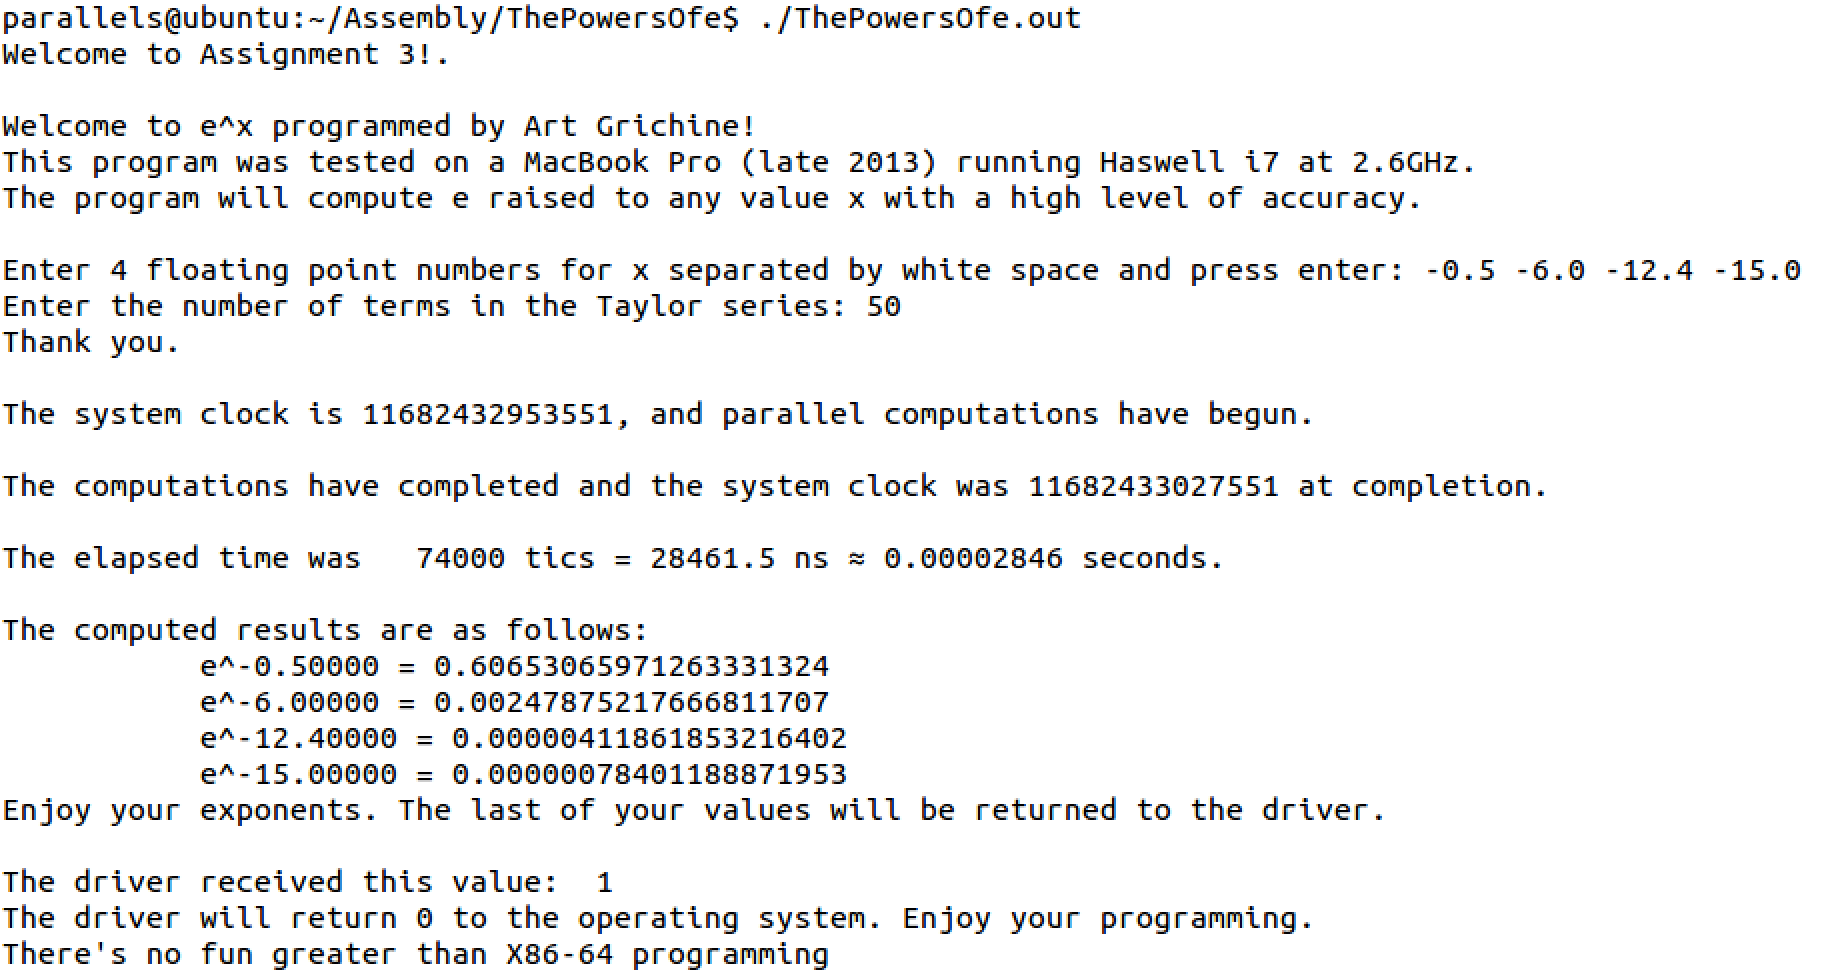 parallels@ubuntu:~/Assembly/ThePowersOfe$ ./ThePowersOfe.out
Welcome to Assignment 3!.
Welcome to e^x programmed by Art Grichine!
This program was tested on a MacBook Pro (late 2013) running Haswell i7 at 2.6GHz.
The program will compute e raised to any value x with a high level of accuracy.
Enter 4 floating point numbers for x separated by white space and press enter: -0.5 -6.0 -12.4 -15.0
Enter the number of terms in the Taylor series: 50
Thank you.
The system clock is 11682432953551, and parallel computations have begun.
The computations have completed and the system clock was 11682433027551 at completion.
The elapsed time was   74000 tics = 28461.5 ns ≈ 0.00002846 seconds.
The computed results are as follows:
e^-0.50000 = 0.60653065971263331324
e^-6.00000 = 0.00247875217666811707
e^-12.40000 = 0.00000411861853216402
e^-15.00000 = 0.00000078401188871953
Enjoy your exponents. The last of your values will be returned to the driver.
The driver received this value:  1
The driver will return 0 to the operating system. Enjoy your programming.
There's no fun greater than X86-64 programming